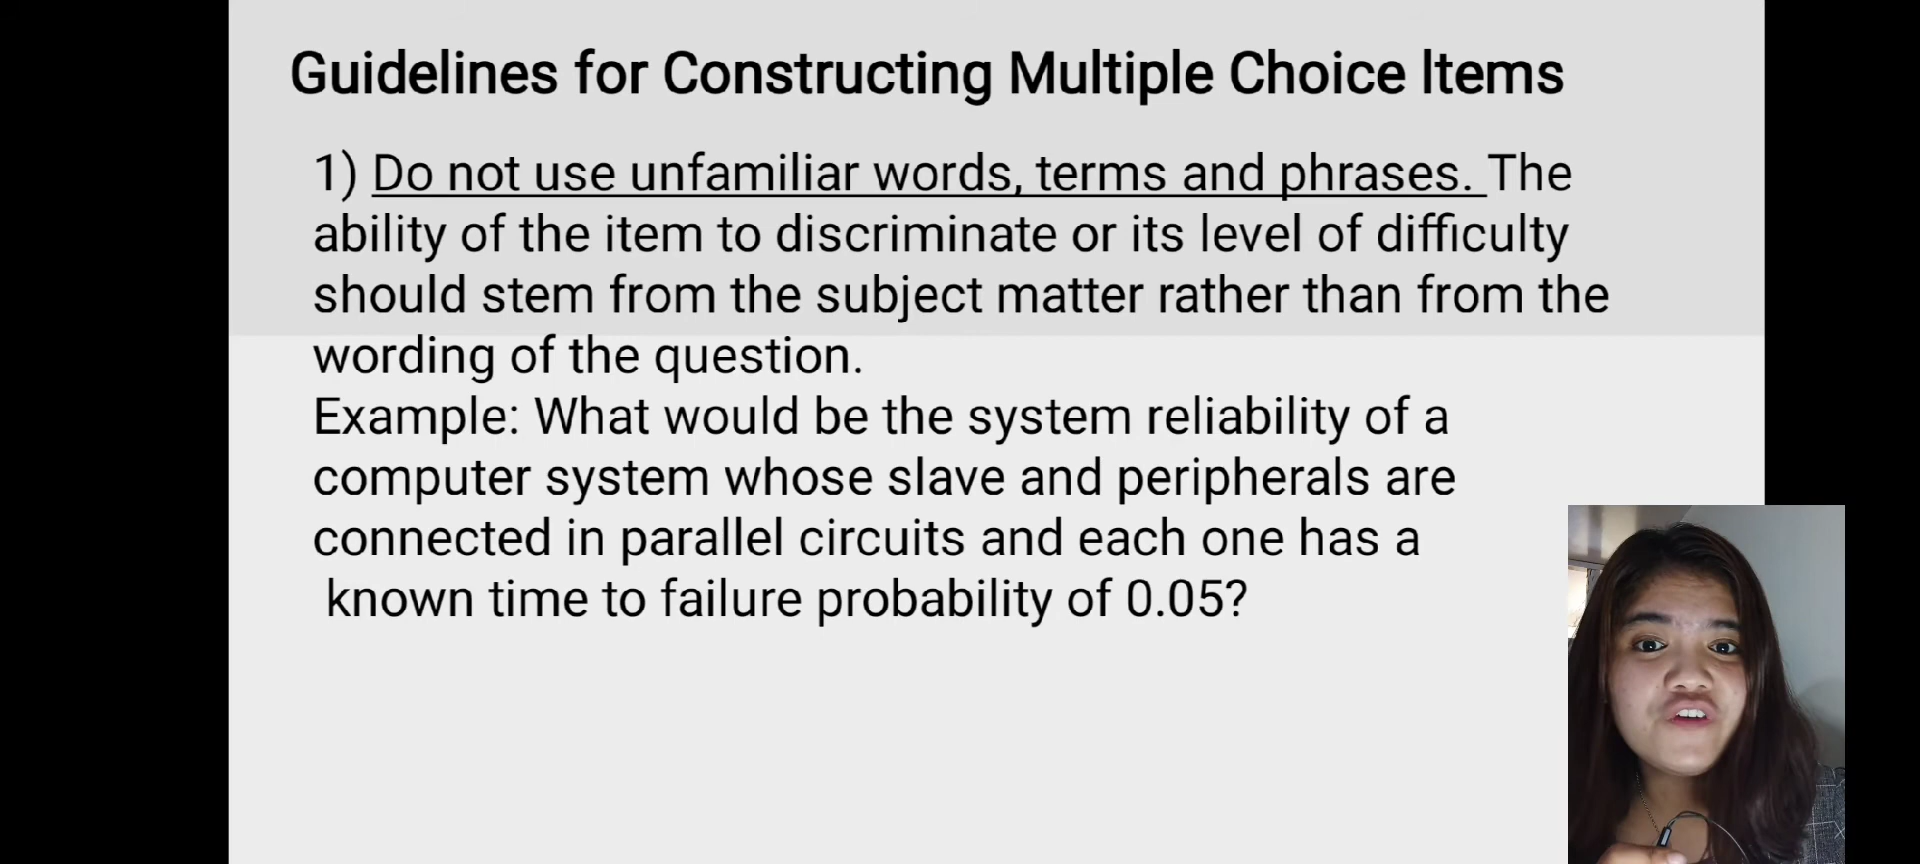 Guidelines for Constructing Multiple Choice Items
1) Do not use unfamiliar words, terms and phrases. The
ability of the item to discriminate or its level of difficulty
should stem from the subject matter rather than from the
wording of the question.
Example: What would be the system reliability of a
computer system whose slave and peripherals are
connected in parallel circuits and each one has a
known time to failure probability of 0.05?